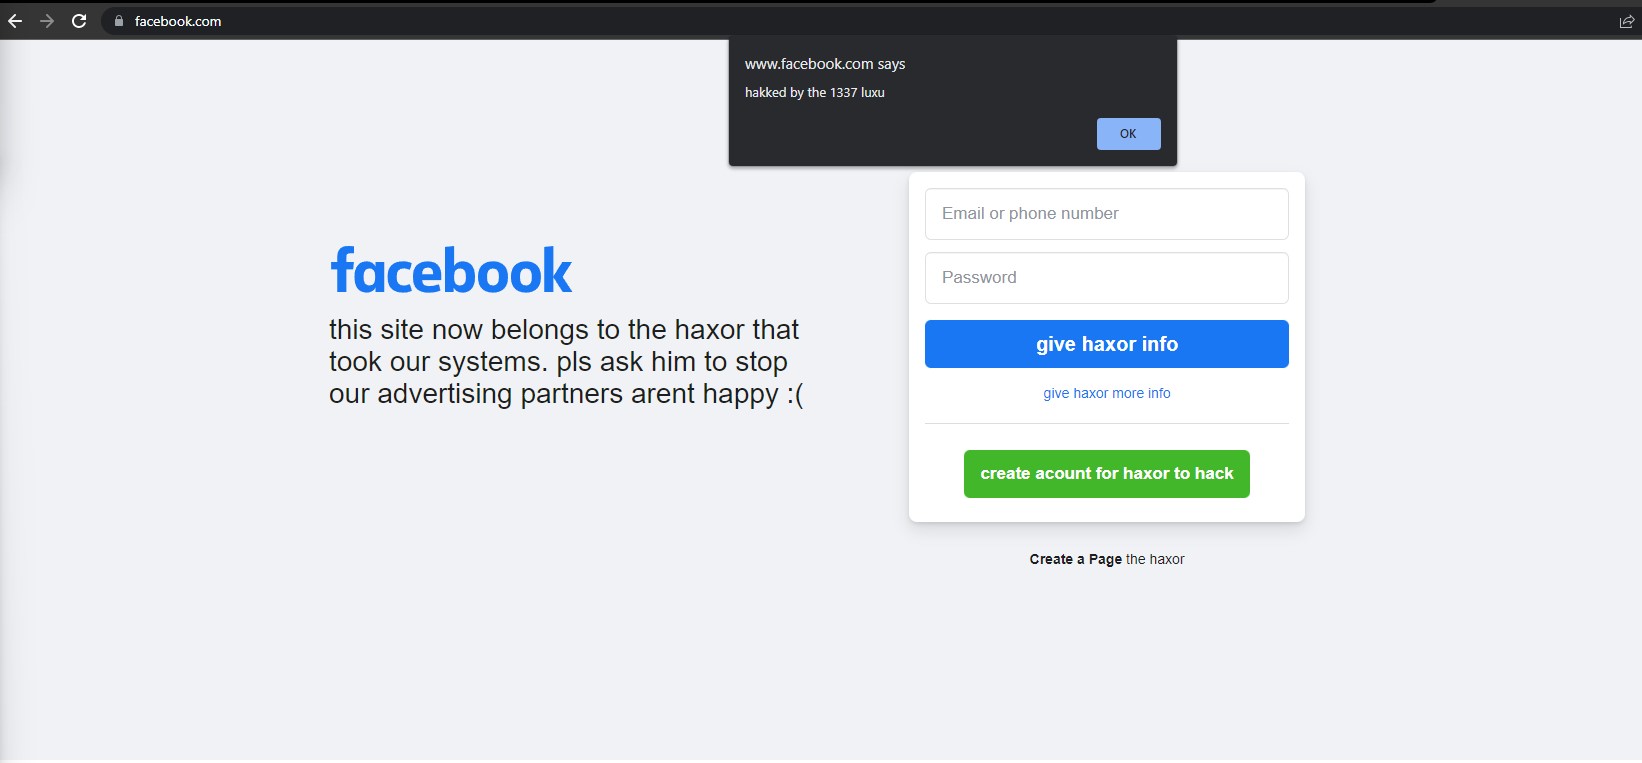 facebook.com
www.facebook.com says
hakked by the 1337 luxu
OK
facebook
this site now belongs to the haxor that
took our systems. pls ask him to stop
our advertising partners arent happy :(
Email or phone number
Password
give haxor info
give haxor more info
create acount for haxor to hack
Create a Page the haxor